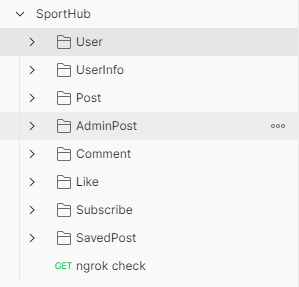 SportHub
User
UserInfo
Post
AdminPost
Comment
Like
Subscribe
SavedPost
GET ngrok check